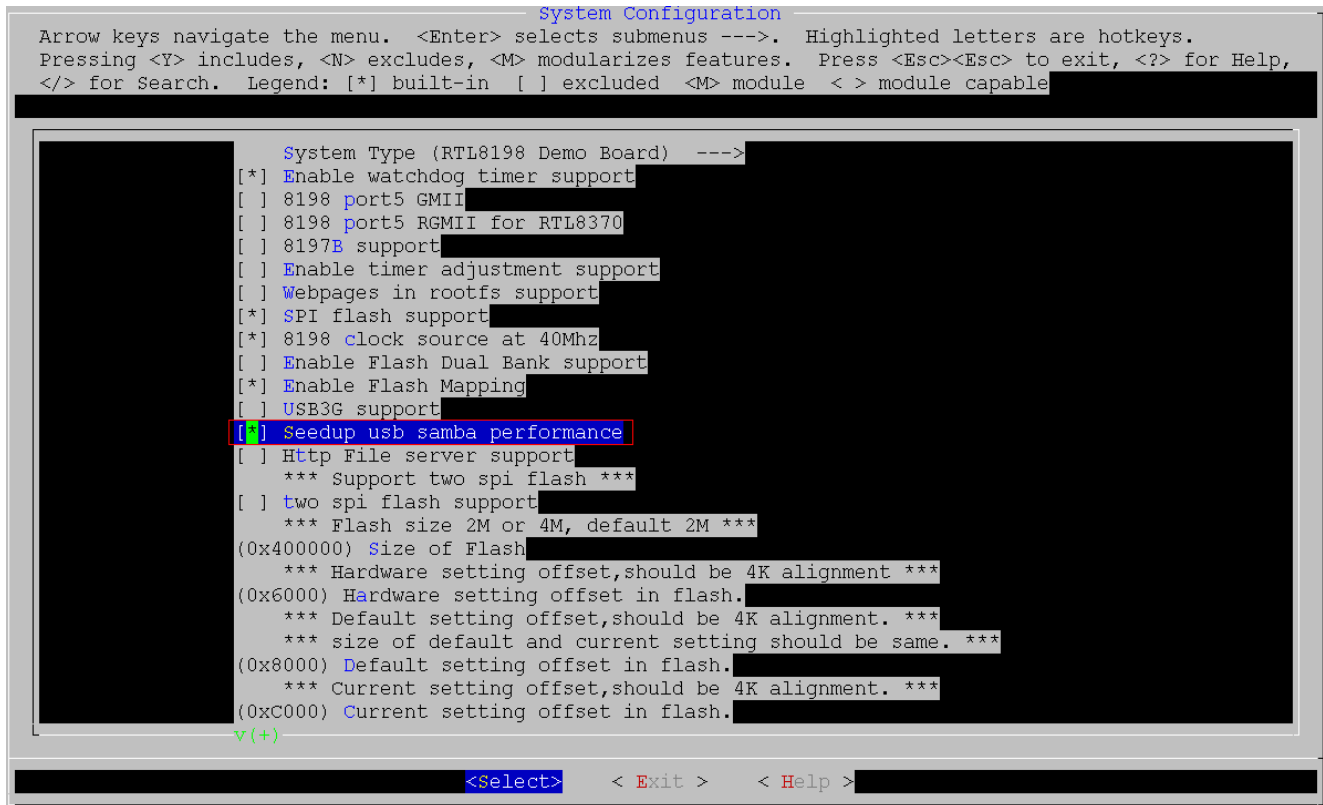 System Configuration
Arrow keys navigate the menu.  <Enter> selects submenus --->.  Highlighted letters are hotkeys.
Pressing <Y> includes, <N> excludes, <M> modularizes features.  Press <Esc><Esc> to exit, <?> for Help,
</> for Search.  Legend: [*] built-in  [ ] excluded  <M> module  < > module capable
System Type (RTL8198 Demo Board)  --->
[*] Enable watchdog timer support
[ ] 8198 port5 GMII
[ ] 8198 port5 RGMII for RTL8370
[ ] 8197B support
[ ] Enable timer adjustment support
[ ] Webpages in rootfs support
[*] SPI flash support
[*] 8198 clock source at 40Mhz
[ ] Enable Flash Dual Bank support
[*] Enable Flash Mapping
[ ] USB3G support
[*] Seedup usb samba performance
[ ] Http File server support
*** Support two spi flash ***
[ ] two spi flash support
*** Flash size 2M or 4M, default 2M ***
(0x400000) Size of Flash
*** Hardware setting offset,should be 4K alignment ***
(0x6000) Hardware setting offset in flash.
*** Default setting offset,should be 4K alignment. ***
*** size of default and current setting should be same. ***
(0x8000) Default setting offset in flash.
*** Current setting offset,should be 4K alignment. ***
(0xC000) Current setting offset in flash.
v(+)
<Select>    < Exit >    < Help >